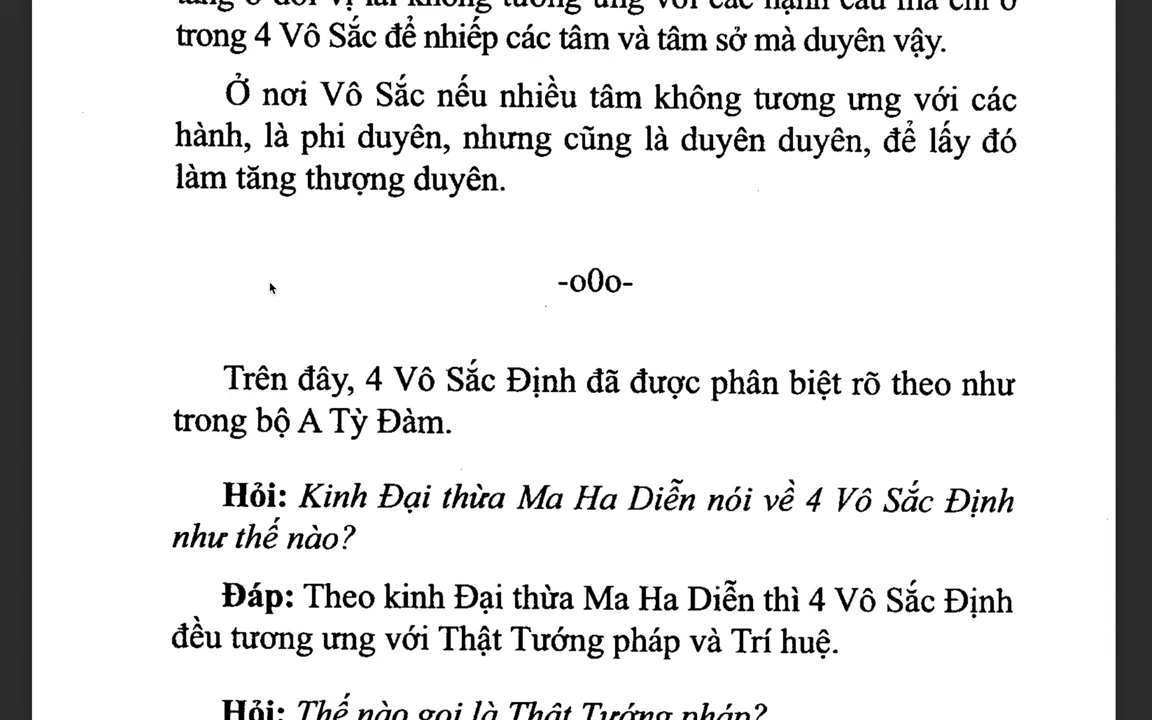 trong 4 Vô Sắc để nhiếp các tâm và tâm sở mà duyên vậy.
Ở nơi Vô Sắc nếu nhiều tâm không tương ưng với các
hành, là phi duyên, nhưng cũng là duyên duyên, để lấy đó
làm tăng thượng duyên.
-o0o-
Trên đây, 4 Vô Sắc Định đã được phân biệt rõ theo như
trong bộ A Tỳ Đàm.
Hỏi: Kinh Đại thừa Ma Ha Diễn nói về 4 Vô Sắc Định
như thế nào?
Đáp: Theo kinh Đại thừa Ma Ha Diễn thì 4 Vô Sắc Định
đều tương ưng với Thật Tướng pháp và Trí huệ.
Hỏi: Thế nào gọi là Thật Tướng pháp?